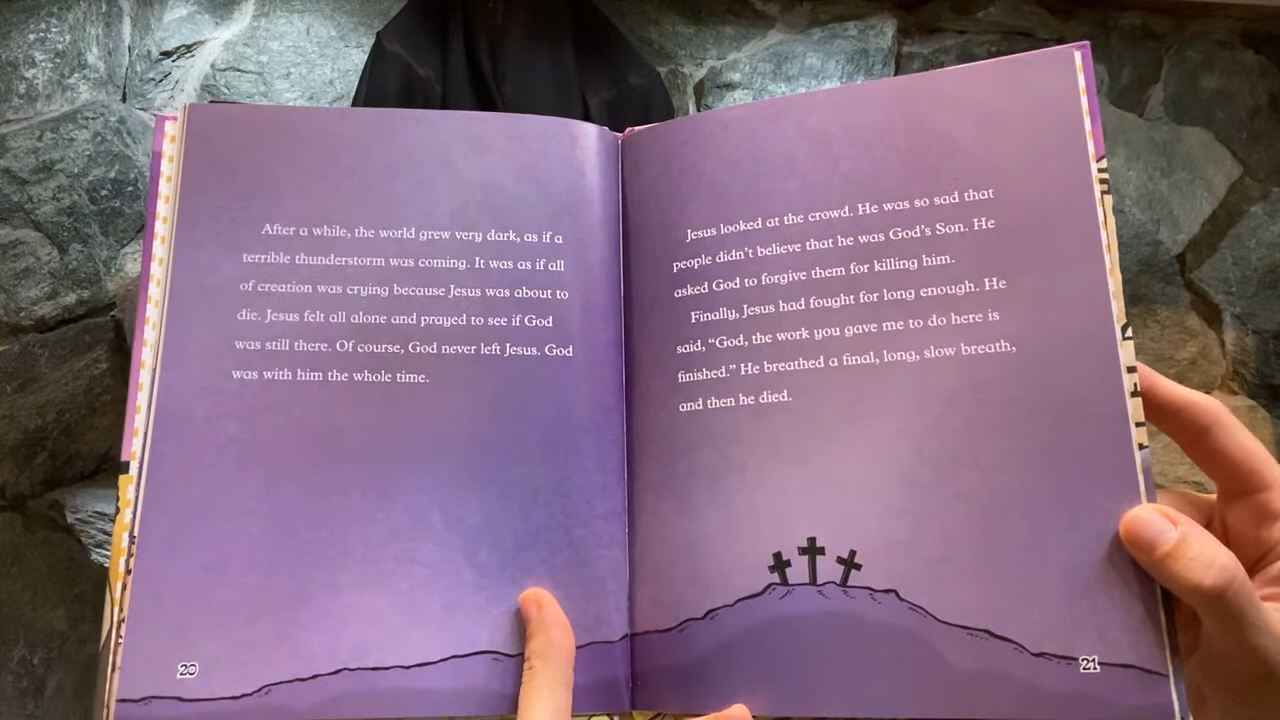 After a while, the world grew very dark, as if a
terrible thunderstorm was coming. It was as if all
of creation was crying because Jesus was about to
die. Jesus felt all alone and prayed to see if God
was still there. Of course, God never left Jesus. God
was with him the whole time.
20
Jesus looked at the crowd. He was so sad that
people didn’t believe that he was God’s Son. He
asked God to forgive them for killing him.
Finally, Jesus had fought for long enough. He
said, “God, the work you gave me to do here is
finished.” He breathed a final, long, slow breath,
and then he died.
21